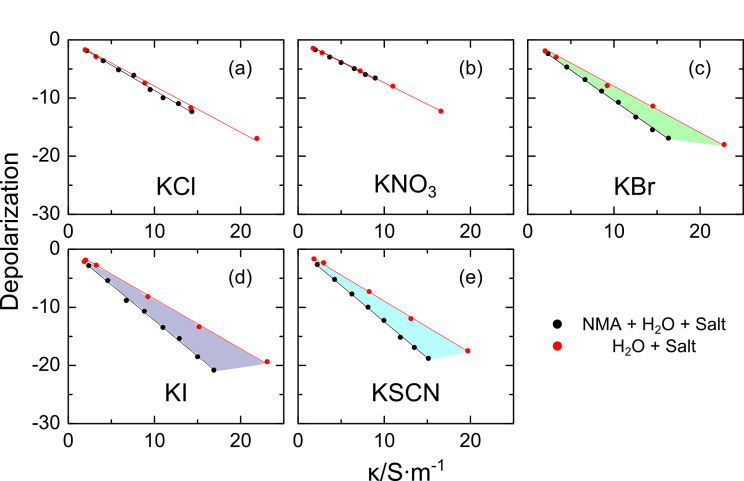 0
-10
-20
-30
(a)
KCl
0 10 20
(b)
KNO₃
0 10 20
(c)
KBr
0 10 20
Depolarization
0
-10
-20
-30
(d)
KI
0 10 20
(e)
KSCN
0 10 20
NMA + H₂O + Salt
H₂O + Salt
κ/S·m⁻¹